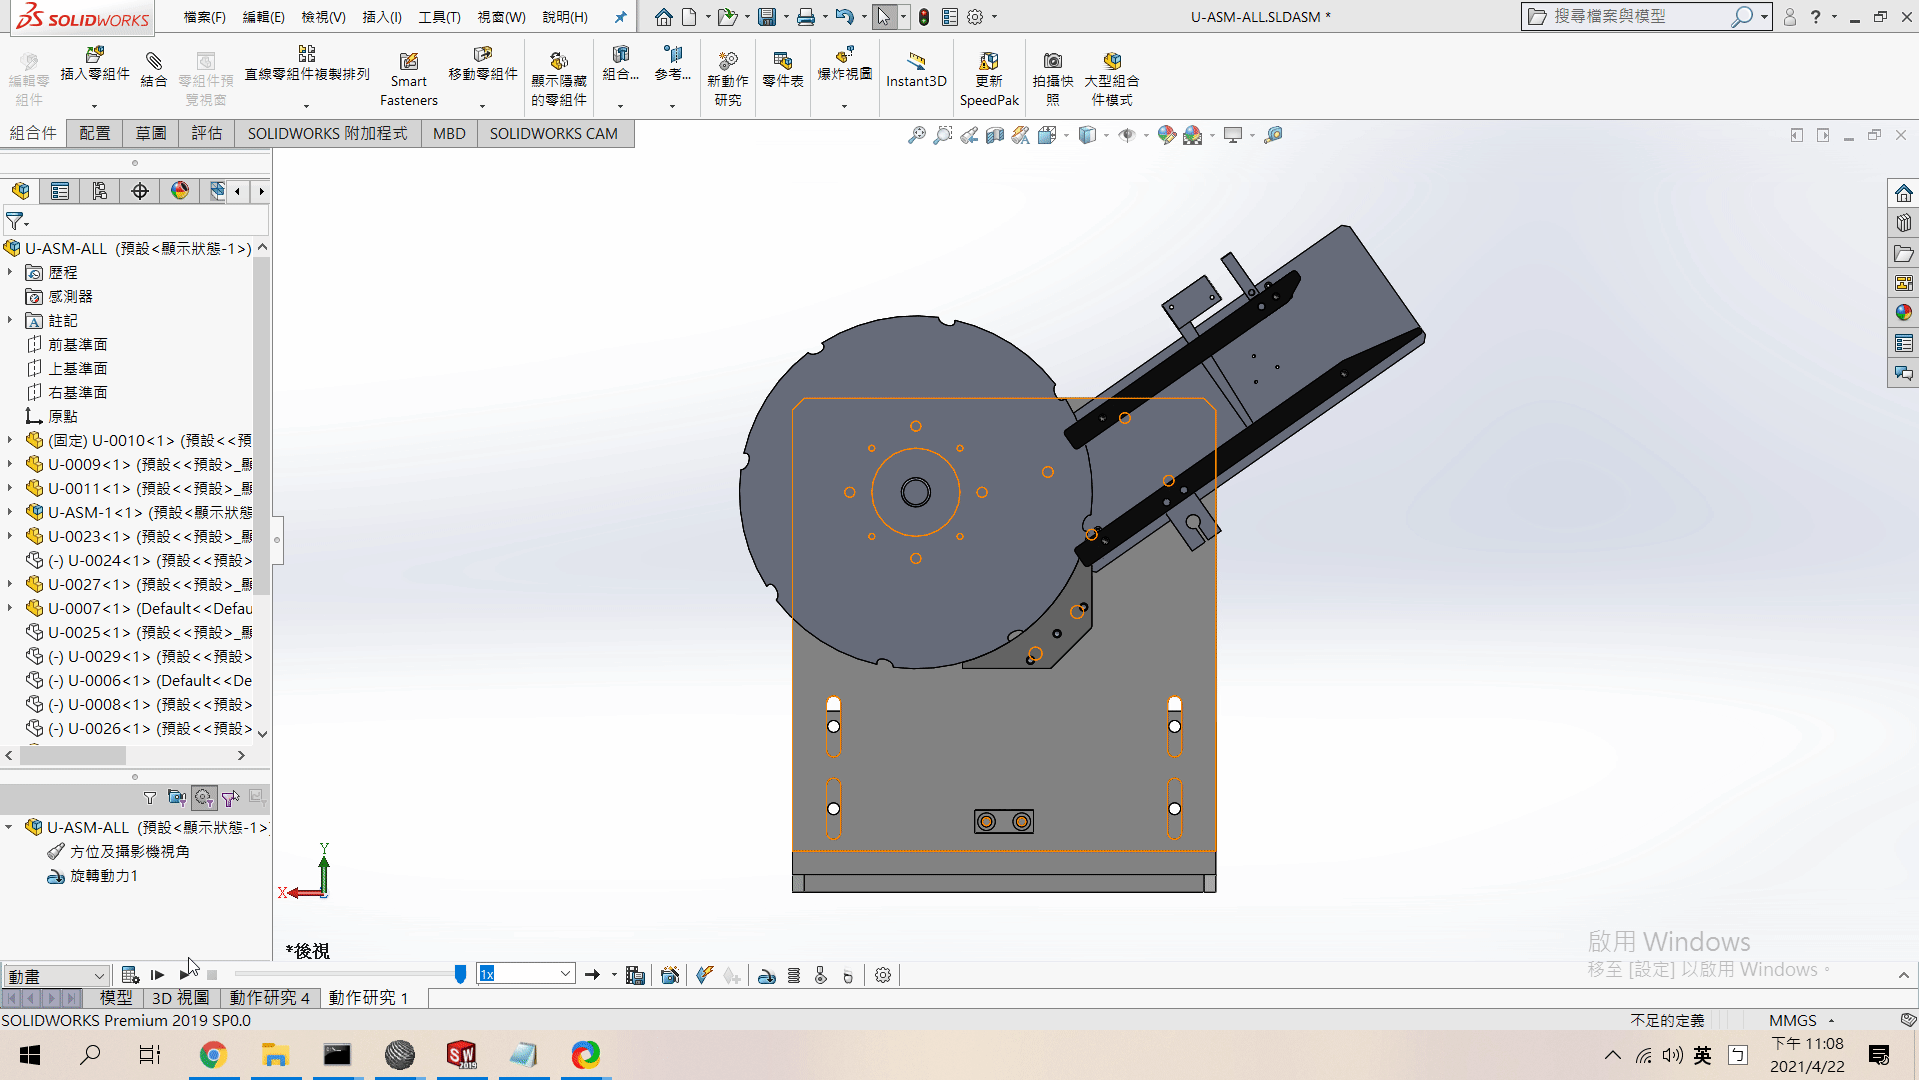 SOLIDWORKS
檔案(F) 編輯(E) 檢視(V) 插入(I) 工具(T) 視窗(W) 說明(H)
U-ASM-ALL.SLDASM *
搜尋檔案與模型
編輯零組件
插入零組件
結合
零組件預覽視窗
直線零組件複製排列
Smart Fasteners
移動零組件
顯示隱藏的零組件
組合...
參考...
新動作研究
零件表
爆炸視圖
Instant3D
更新 SpeedPak
拍攝快照
大型組合件模式
組合件 配置 草圖 評估 SOLIDWORKS 附加程式 MBD SOLIDWORKS CAM
U-ASM-ALL (預設<顯示狀態-1>)
歷程
感測器
註記
前基準面
上基準面
右基準面
原點
(固定) U-0010<1> (預設<<預
U-0009<1> (預設<<預設>_顯
U-0011<1> (預設<<預設>_顯
U-ASM-1<1> (預設<顯示狀態
U-0023<1> (預設<<預設>_顯
(-) U-0024<1> (預設<<預設>
U-0027<1> (預設<<預設>_顯
U-0007<1> (Default<<Defau
U-0025<1> (預設<<預設>_顯
(-) U-0029<1> (預設<<預設>
(-) U-0006<1> (Default<<De
(-) U-0008<1> (預設<<預設>
(-) U-0026<1> (預設<<預設>
U-ASM-ALL (預設<顯示狀態-1>
方位及攝影機視角
旋轉動力1
Y
X
*後視
啟用 Windows
移至 [設定] 以啟用 Windows。
動畫
1x
模型 3D 視圖 動作研究 4 動作研究 1
SOLIDWORKS Premium 2019 SP0.0
不足的定義
MMGS
英
下午 11:08
2021/4/22